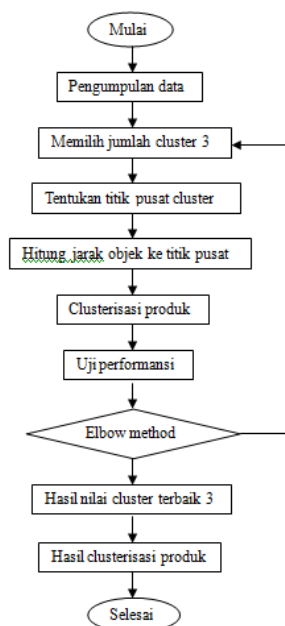 Mulai
Pengumpulan data
Memilih jumlah cluster 3
Tentukan titik pusat cluster
Hitung jarak objek ke titik pusat
Clusterisasi produk
Uji performansi
Elbow method
Hasil nilai cluster terbaik 3
Hasil clusterisasi produk
Selesai